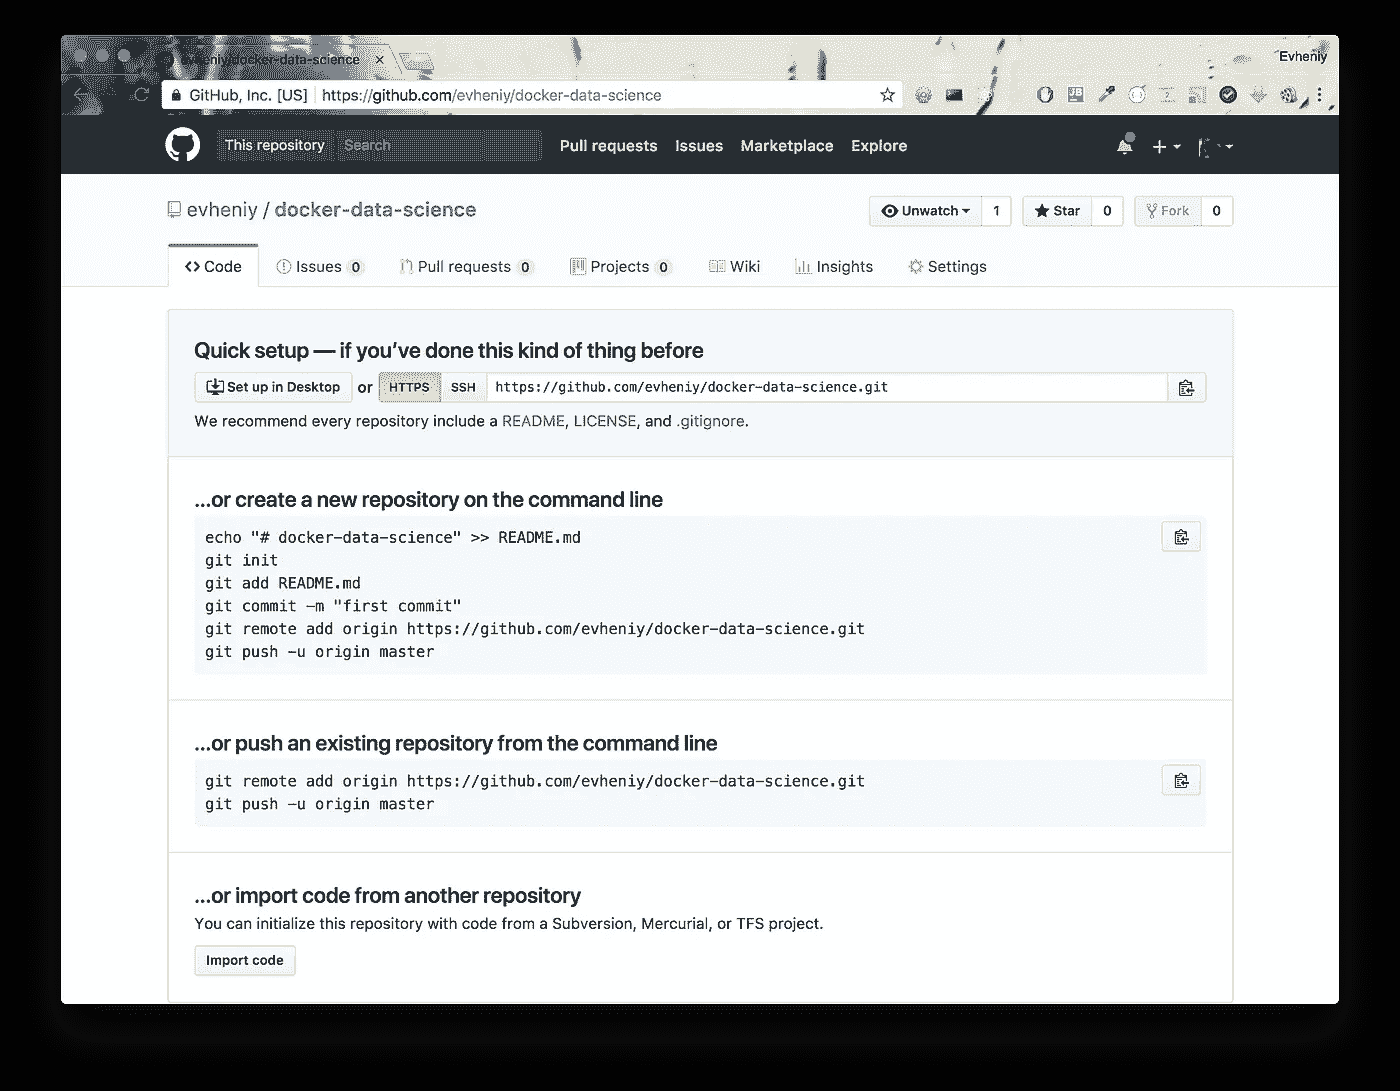 evheniy/docker-data-science
Evheniy
GitHub, Inc. [US] https://github.com/evheniy/docker-data-science
This repository Search Pull requests Issues Marketplace Explore
evheniy / docker-data-science
Unwatch 1 Star 0 Fork 0
<> Code Issues 0 Pull requests 0 Projects 0 Wiki Insights Settings
Quick setup — if you’ve done this kind of thing before
Set up in Desktop or HTTPS SSH https://github.com/evheniy/docker-data-science.git
We recommend every repository include a README, LICENSE, and .gitignore.
…or create a new repository on the command line
echo "# docker-data-science" >> README.md
git init
git add README.md
git commit -m "first commit"
git remote add origin https://github.com/evheniy/docker-data-science.git
git push -u origin master
…or push an existing repository from the command line
git remote add origin https://github.com/evheniy/docker-data-science.git
git push -u origin master
…or import code from another repository
You can initialize this repository with code from a Subversion, Mercurial, or TFS project.
Import code